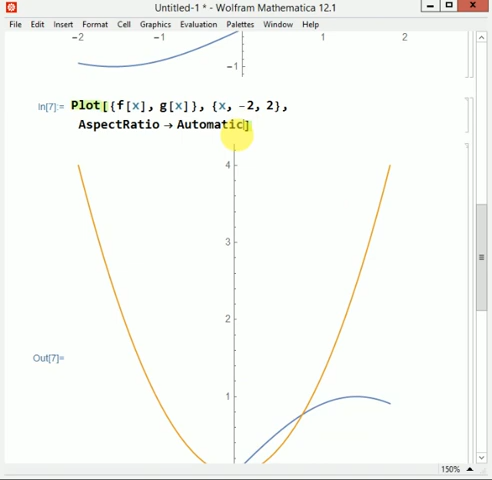 Untitled-1 * - Wolfram Mathematica 12.1
File Edit Insert Format Cell Graphics Evaluation Palettes Window Help
-2 -1 1 2
-1
In[7]:= Plot[{f[x], g[x]}, {x, -2, 2},
AspectRatio → Automatic]
4
3
2
Out[7]=
1
150%